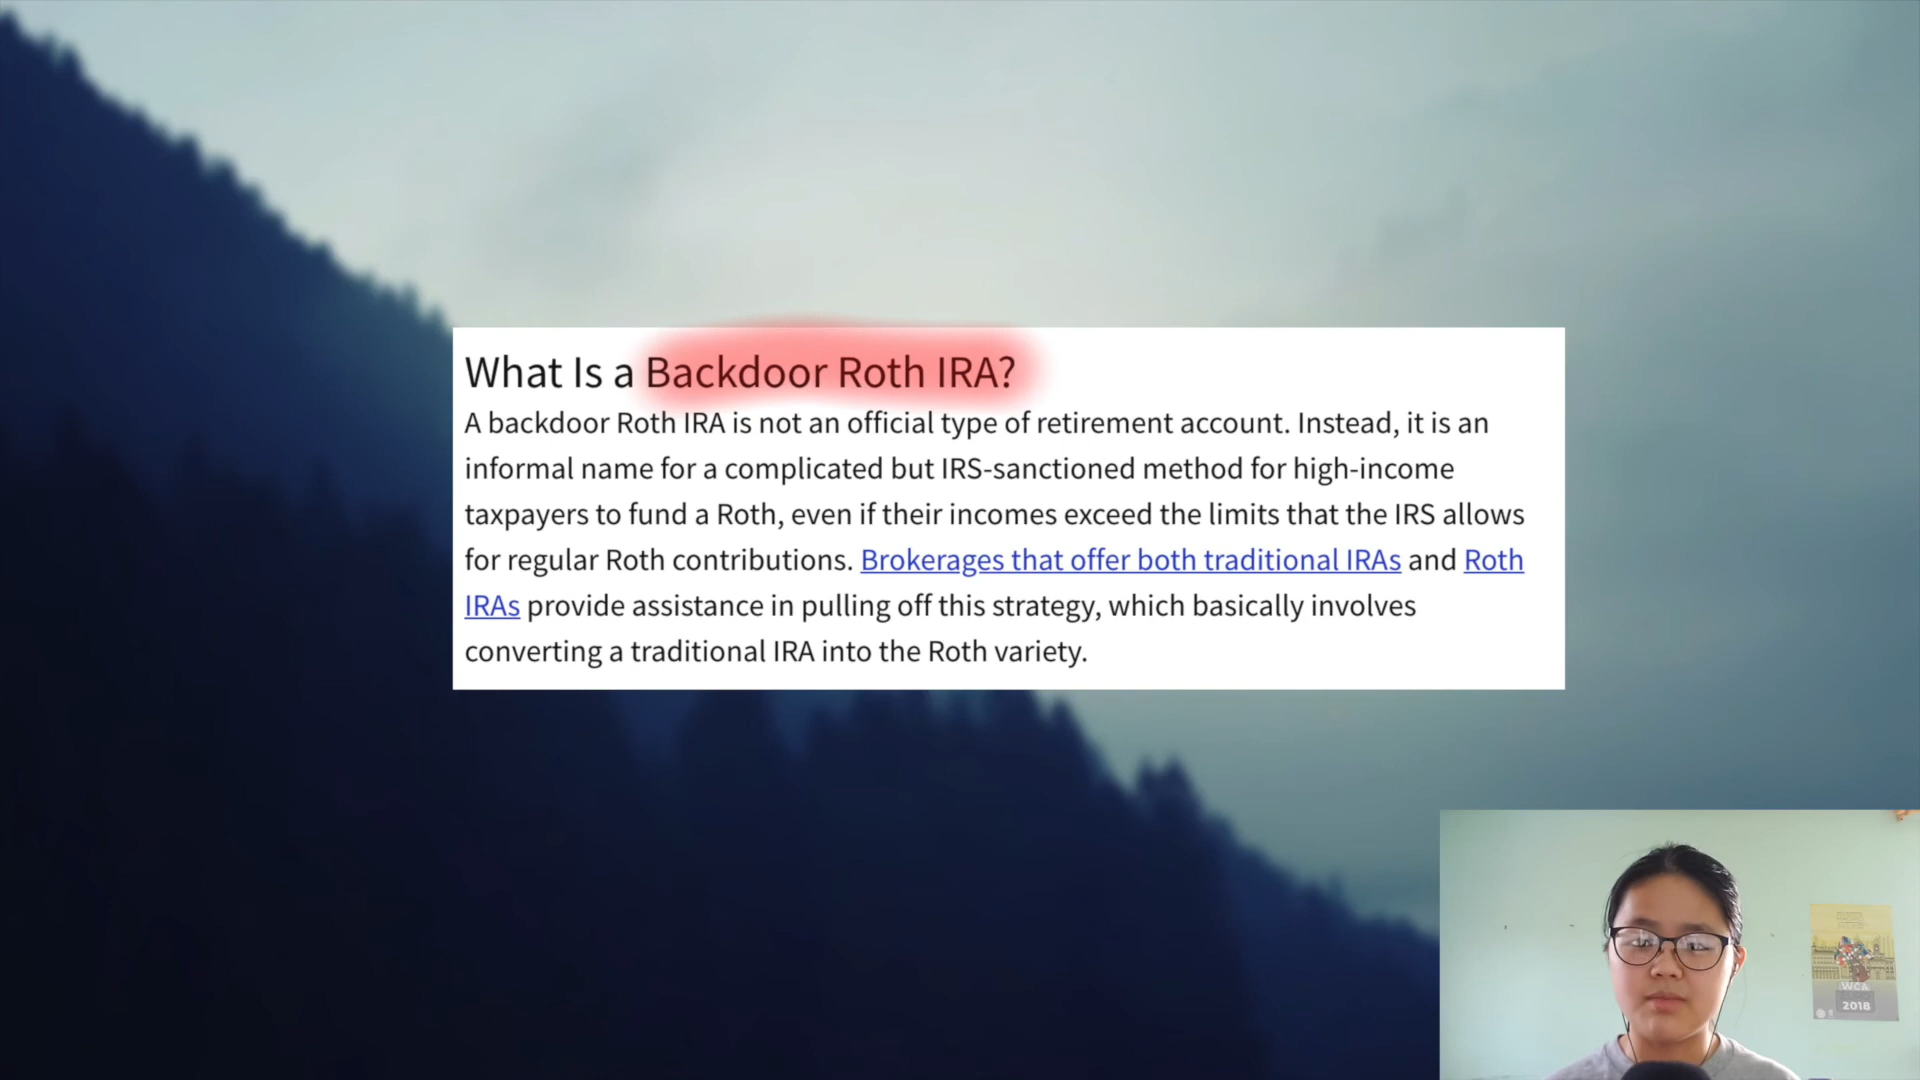 What Is a Backdoor Roth IRA?
A backdoor Roth IRA is not an official type of retirement account. Instead, it is an
informal name for a complicated but IRS-sanctioned method for high-income
taxpayers to fund a Roth, even if their incomes exceed the limits that the IRS allows
for regular Roth contributions. Brokerages that offer both traditional IRAs and Roth
IRAs provide assistance in pulling off this strategy, which basically involves
converting a traditional IRA into the Roth variety.
WCA
2018